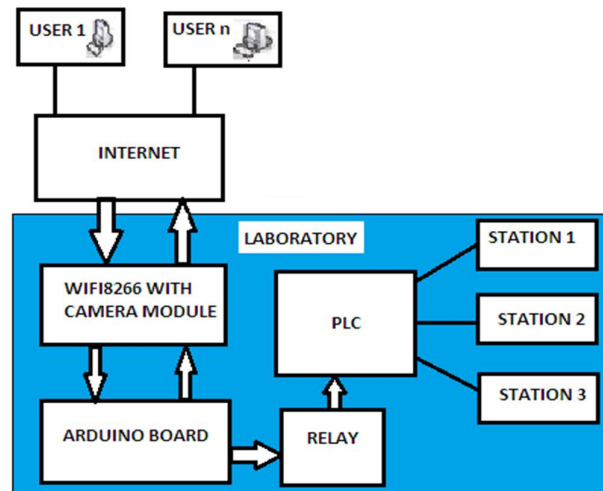 USER 1
USER n
INTERNET
LABORATORY
WIFI8266 WITH
CAMERA MODULE
PLC
STATION 1
STATION 2
STATION 3
ARDUINO BOARD
RELAY